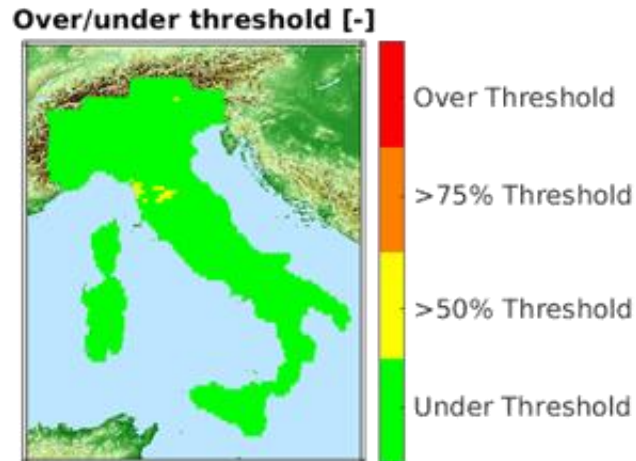 Over/under threshold [-]
Over Threshold
>75% Threshold
>50% Threshold
Under Threshold